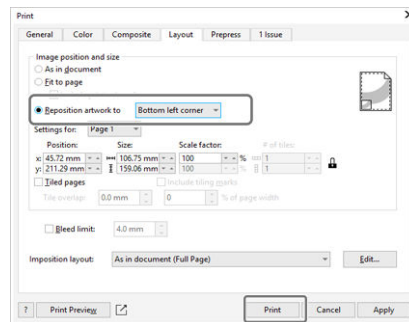 Print
General Color Composite Layout Prepress 1 Issue
Image position and size
As in document
Fit to page
Reposition artwork to Bottom left corner
Settings for: Page 1
Position: Size: Scale factor: # of tiles:
x: 45.72 mm 106.75 mm 100 % 1
y: 211.29 mm 159.06 mm 100 % 1
Tiled pages Include tiling marks
Tile overlap: 0.0 mm 0 % of page width
Bleed limit: 4.0 mm
Imposition layout: As in document (Full Page) Edit...
? Print Preview Print Cancel Apply